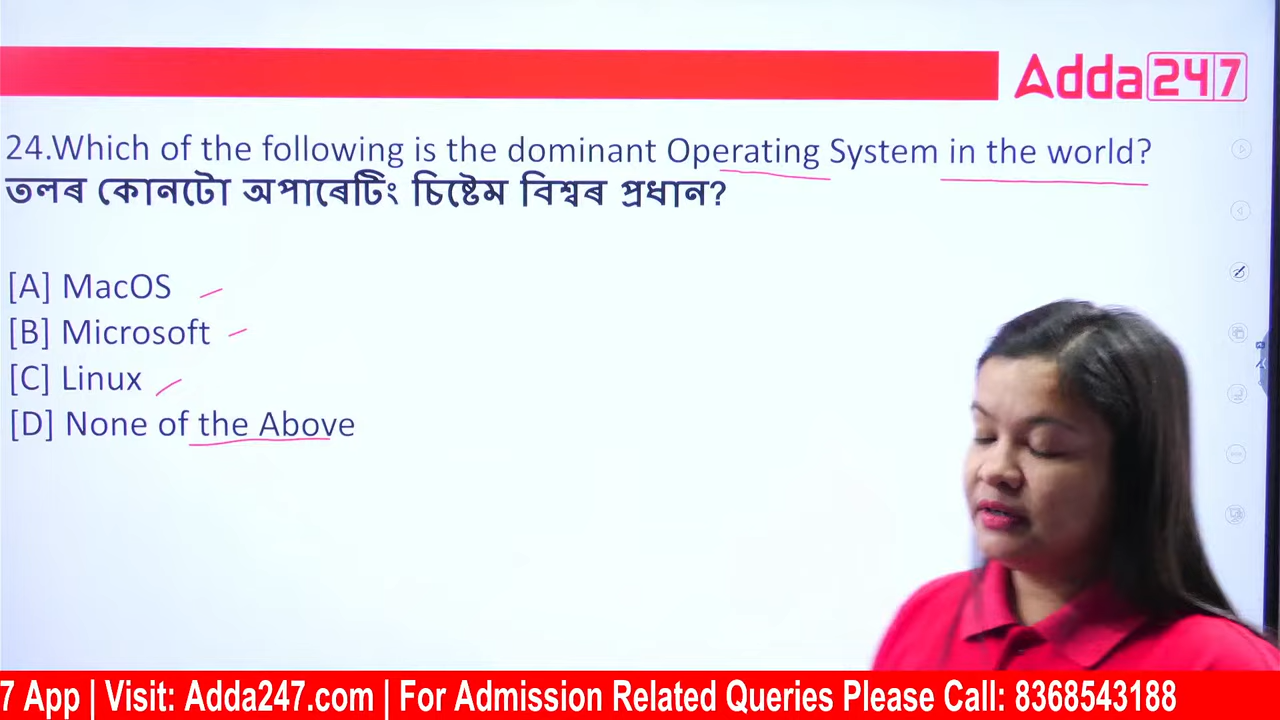 Adda247
24.Which of the following is the dominant Operating System in the world?
তলৰ কোনটো অপাৰেটিং চিষ্টেম বিশ্বৰ প্ৰধান?
[A] MacOS
[B] Microsoft
[C] Linux
[D] None of the Above
7 App | Visit: Adda247.com | For Admission Related Queries Please Call: 8368543188